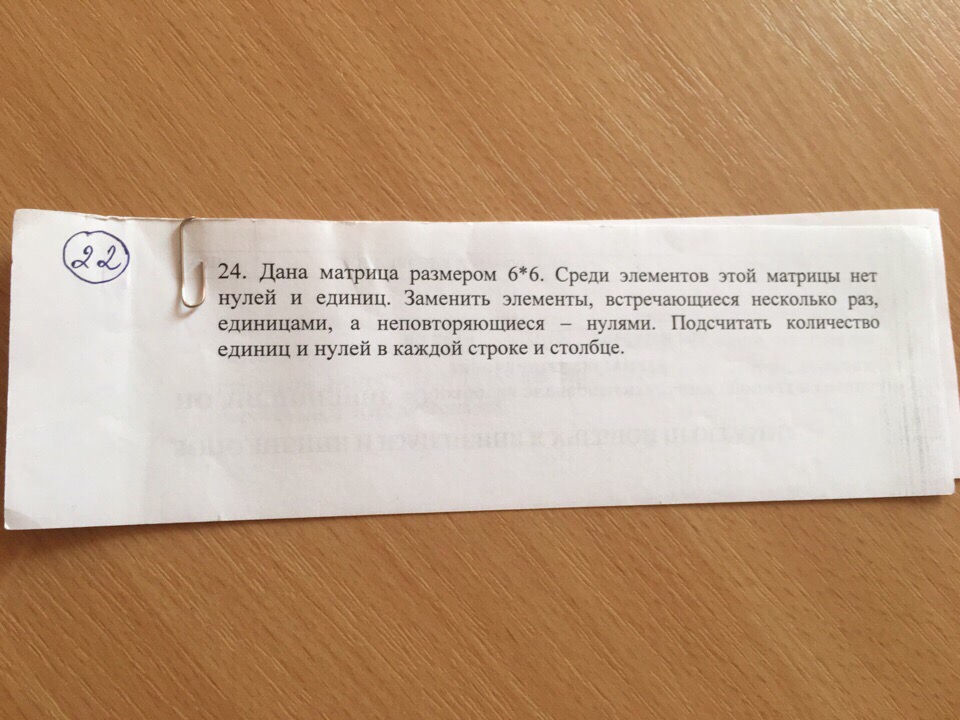 22
24. Дана матрица размером 6*6. Среди элементов этой матрицы нет
нулей и единиц. Заменить элементы, встречающиеся несколько раз,
единицами, а неповторяющиеся – нулями. Подсчитать количество
единиц и нулей в каждой строке и столбце.